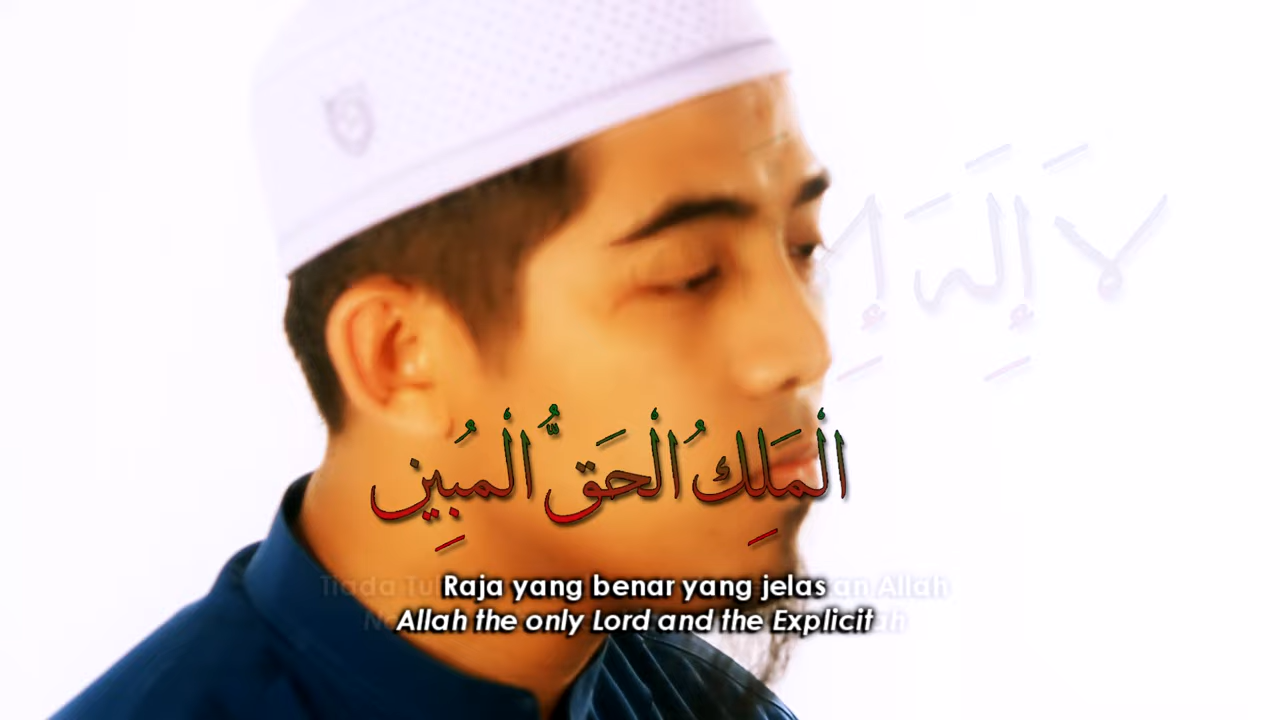 لَا إِلَهَ إِلَّا
الْمَلِكُ الْحَقُّ الْمُبِين
Raja yang benar yang jelas
Allah the only Lord and the Explicit